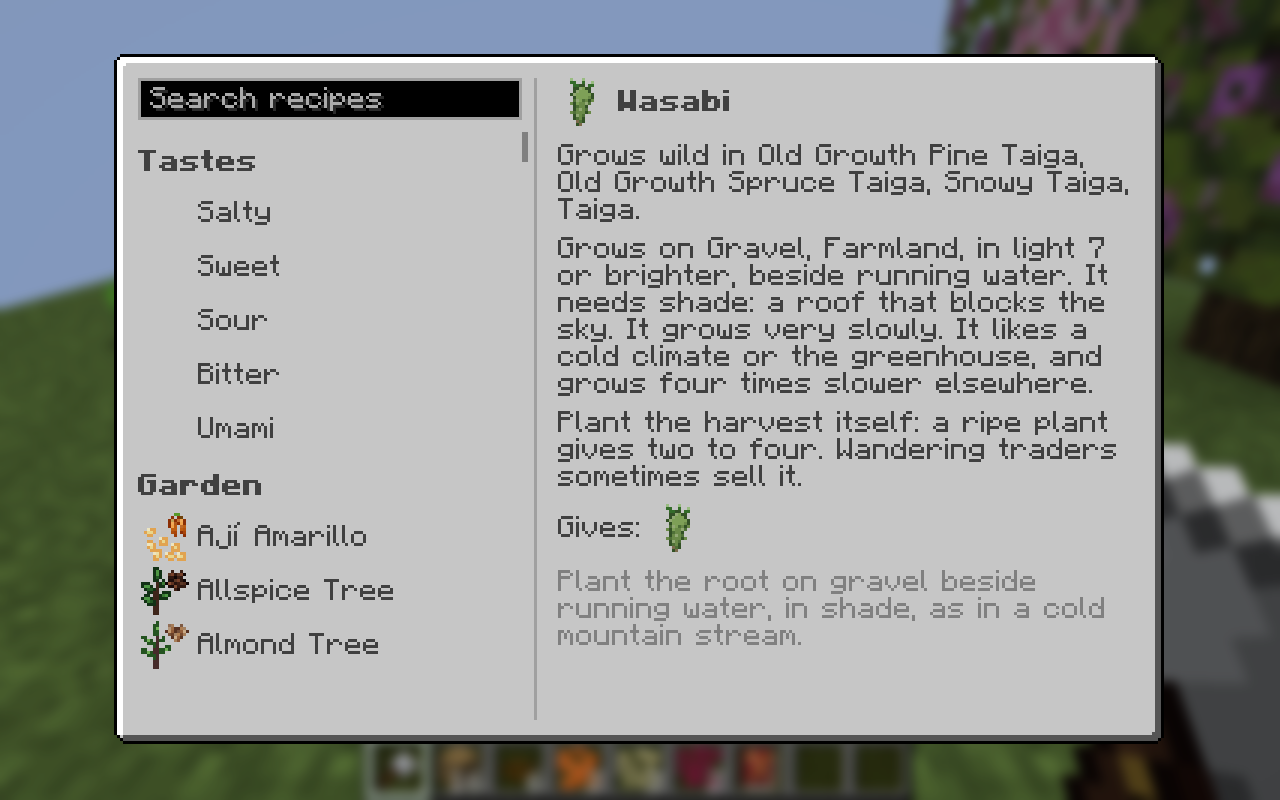 Search recipes
Tastes
Salty
Sweet
Sour
Bitter
Umami
Garden
Ají Amarillo
Allspice Tree
Almond Tree
Wasabi
Grows wild in Old Growth Pine Taiga,
Old Growth Spruce Taiga, Snowy Taiga,
Taiga.
Grows on Gravel, Farmland, in light 7
or brighter, beside running water. It
needs shade: a roof that blocks the
sky. It grows very slowly. It likes a
cold climate or the greenhouse, and
grows four times slower elsewhere.
Plant the harvest itself: a ripe plant
gives two to four. Wandering traders
sometimes sell it.
Gives:
Plant the root on gravel beside
running water, in shade, as in a cold
mountain stream.